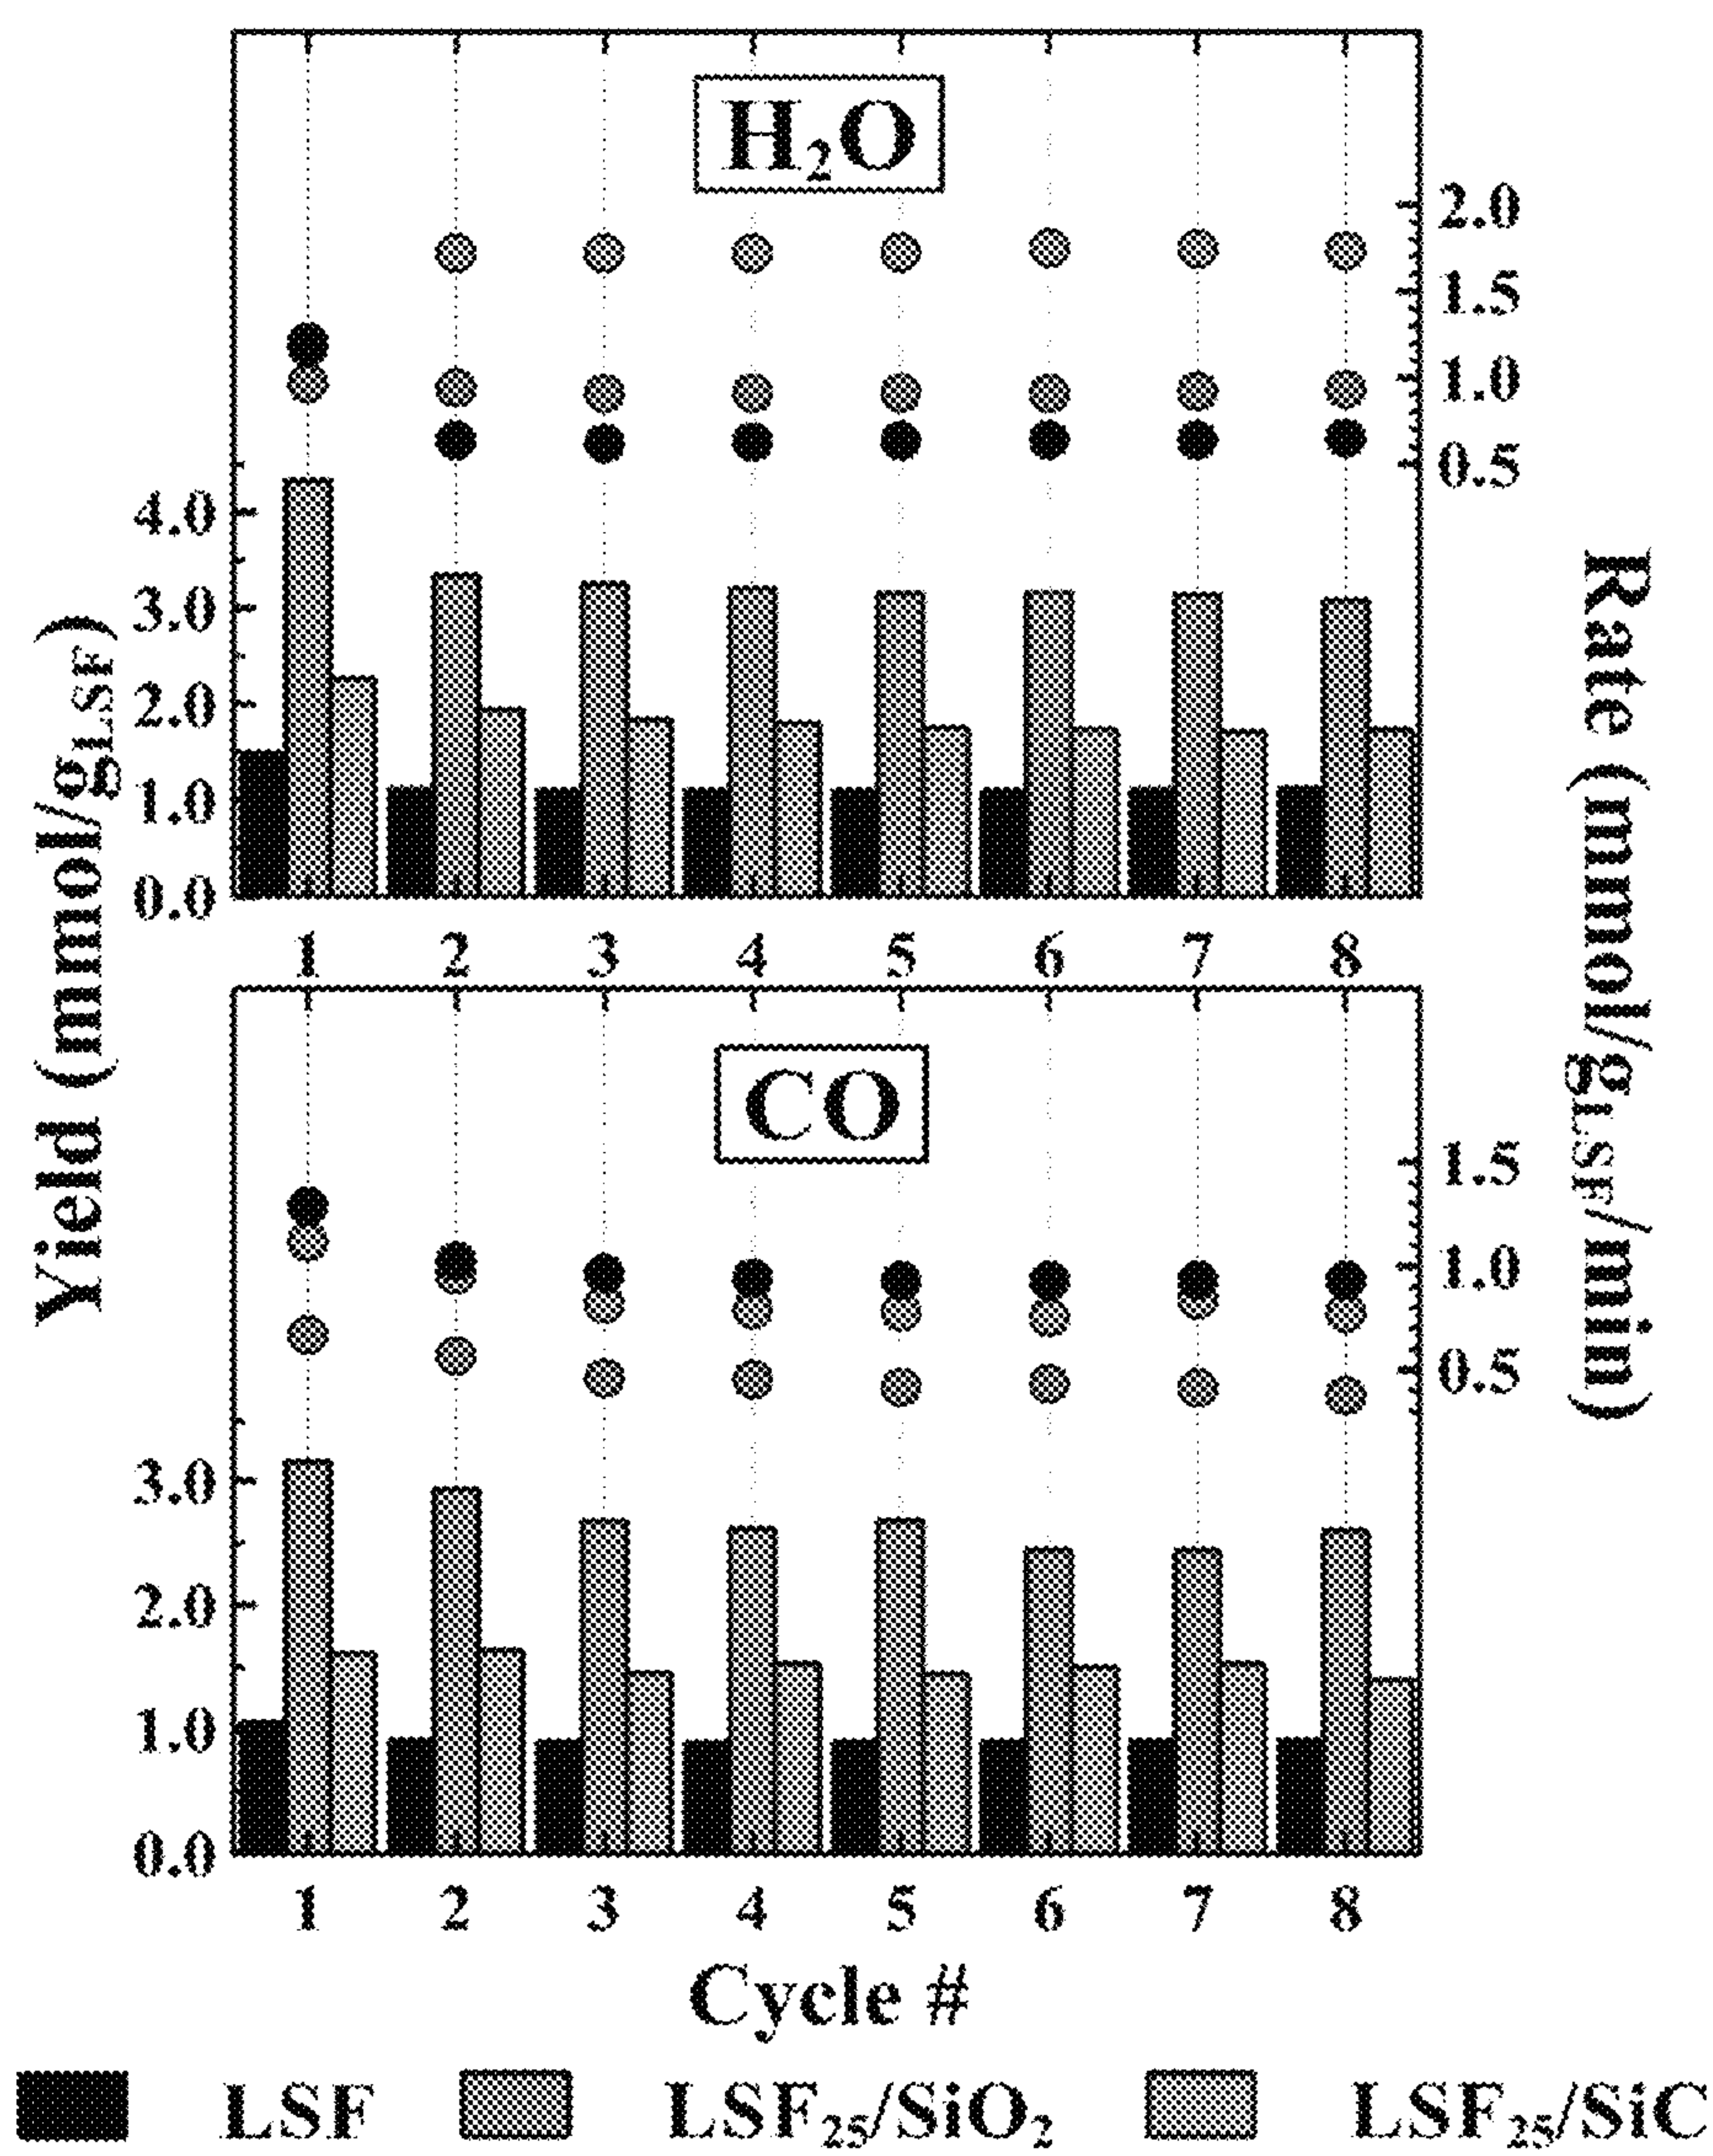 H₂O
2.0
1.5
1.0
0.5
4.0
3.0
2.0
1.0
0.0
1 2 3 4 5 6 7 8
Yield (mmol/gLSF)
Rate (mmol/gLSF/min)
CO
1.5
1.0
0.5
3.0
2.0
1.0
0.0
1 2 3 4 5 6 7 8
Cycle #
LSF LSF₂₅/SiO₂ LSF₂₅/SiC